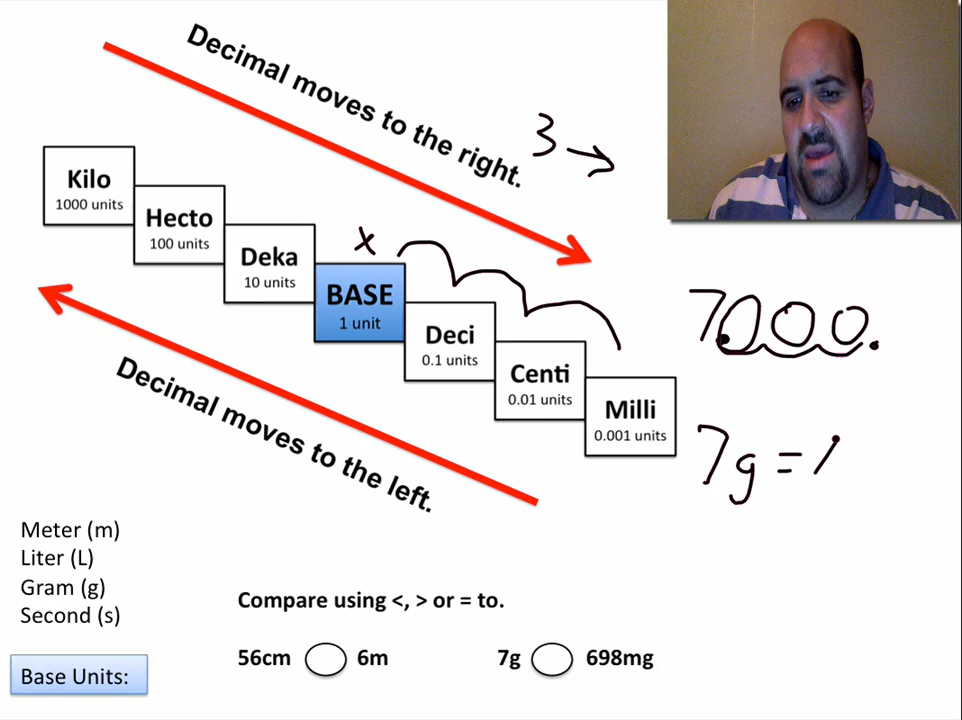 Decimal moves to the right.
3 →
Kilo
1000 units
Hecto
100 units
Deka
10 units
x
BASE
1 unit
Deci
0.1 units
Centi
0.01 units
Milli
0.001 units
7.000.
7g =
Decimal moves to the left.
Meter (m)
Liter (L)
Gram (g)
Second (s)
Base Units:
Compare using <, > or = to.
56cm 6m 7g 698mg